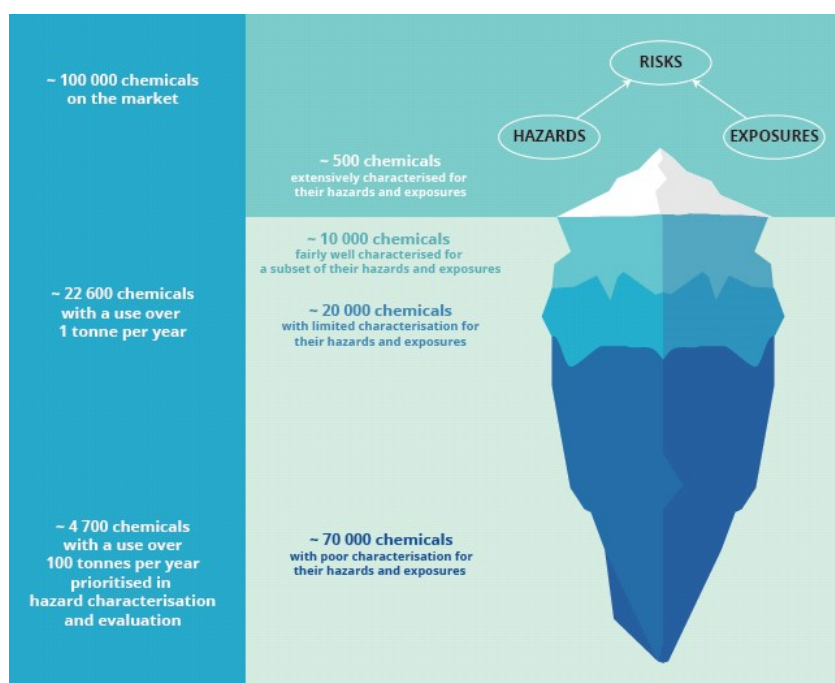 ~ 100 000 chemicals
on the market
~ 22 600 chemicals
with a use over
1 tonne per year
~ 4 700 chemicals
with a use over
100 tonnes per year
prioritised in
hazard characterisation
and evaluation
RISKS
HAZARDS
EXPOSURES
~ 500 chemicals
extensively characterised for
their hazards and exposures
~ 10 000 chemicals
fairly well characterised for
a subset of their hazards and exposures
~ 20 000 chemicals
with limited characterisation for
their hazards and exposures
~ 70 000 chemicals
with poor characterisation for
their hazards and exposures